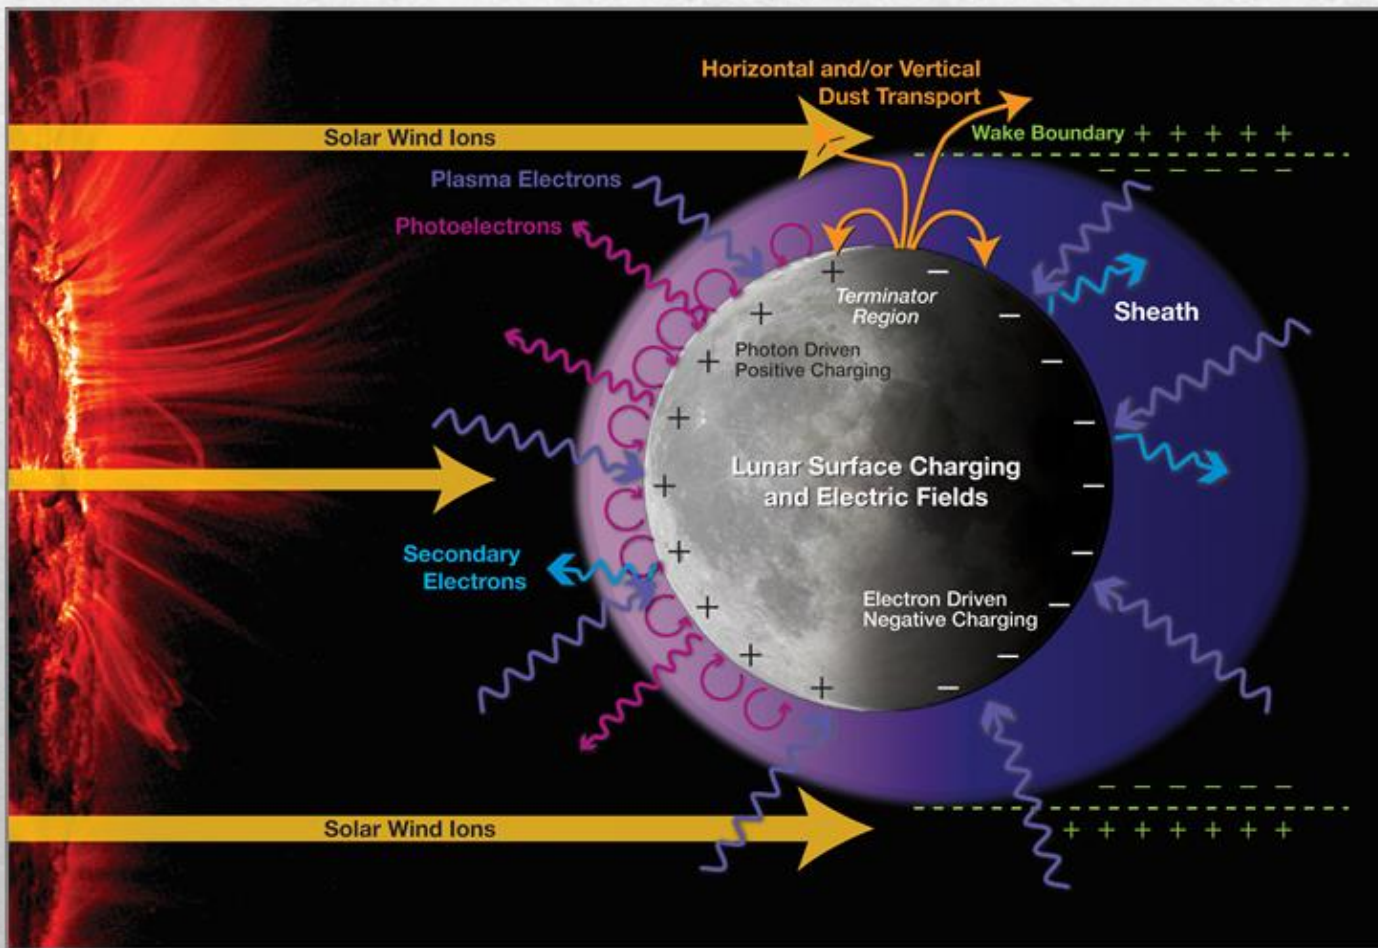 Horizontal and/or Vertical
Dust Transport
Solar Wind Ions
Wake Boundary + + + + +
− − − − − −
Plasma Electrons
Photoelectrons
Terminator
Region
Sheath
Photon Driven
Positive Charging
Lunar Surface Charging
and Electric Fields
Secondary
Electrons
Electron Driven
Negative Charging
− − − − − −
Solar Wind Ions
+ + + + + + +